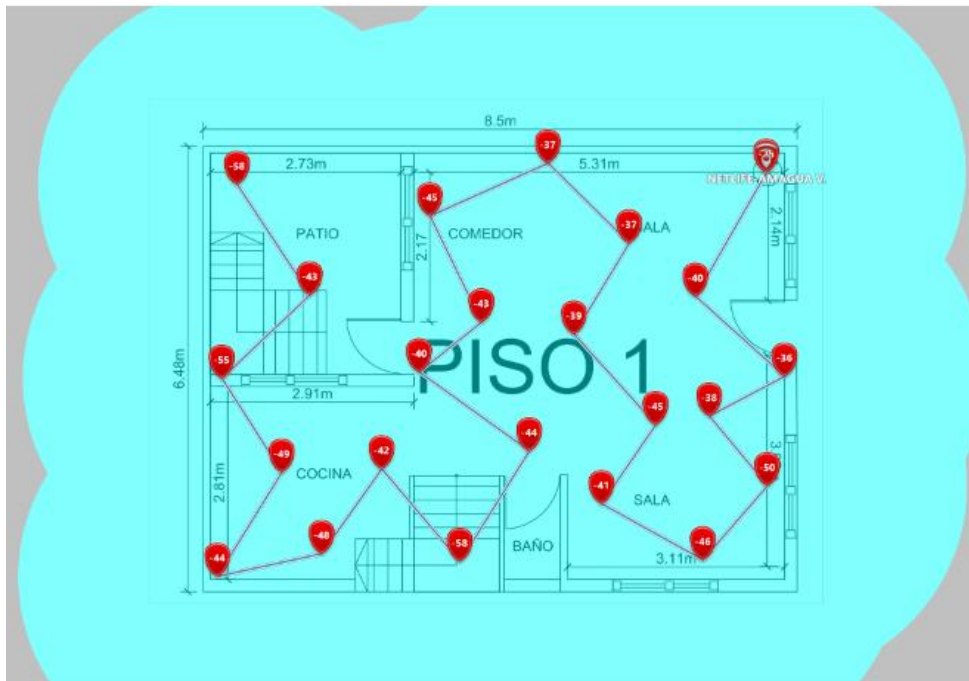 8.5m
-37
2.73m
5.31m
-58
NETLIFE-AMAGUA V.
-45
2.14m
PATIO
COMEDOR
-37
2.17
-43
-40
-43
-39
6.48m
-40
PISO 1
-55
-36
2.91m
-38
-45
-44
-42
-49
COCINA
-50
2.81m
-41
SALA
-48
-58
BAÑO
-46
-44
3.11m